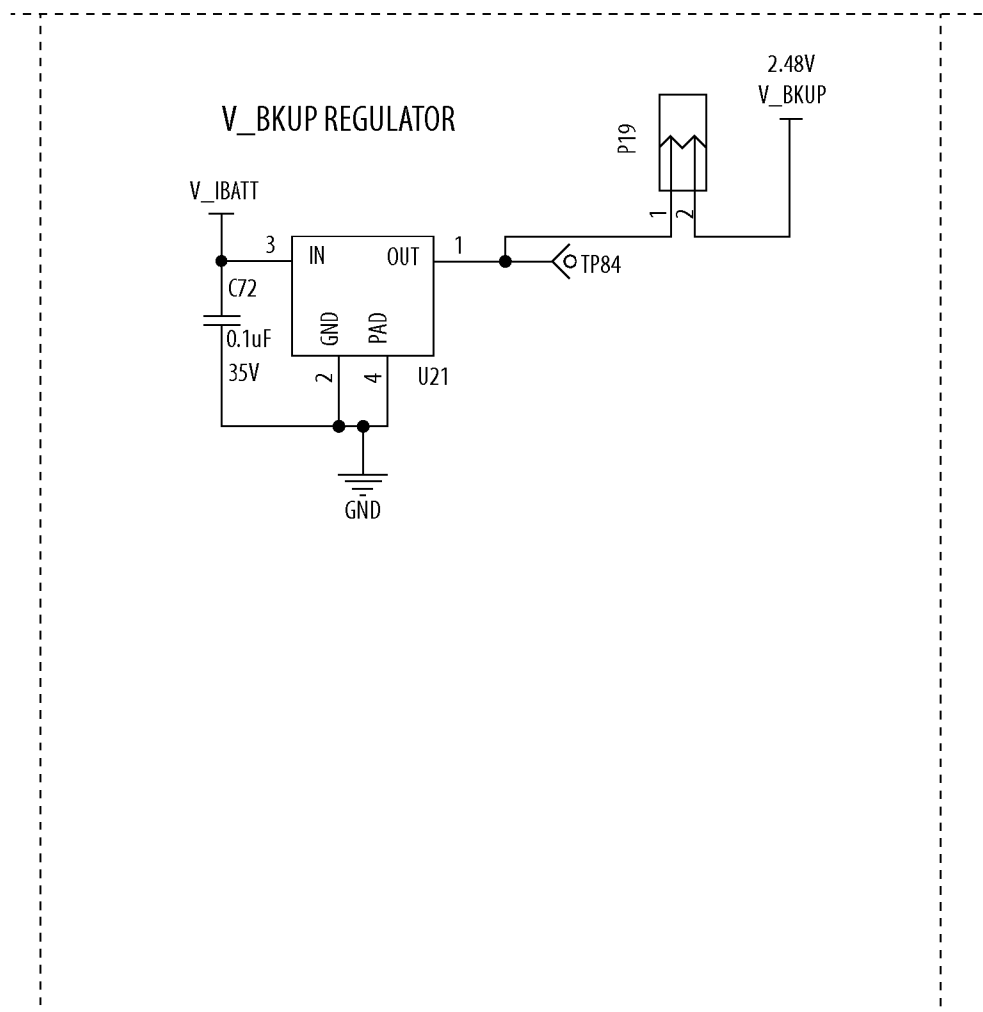 2.48V
V_BKUP
V_BKUP REGULATOR
P19
V_IBATT
1
2
3
IN
OUT
1
TP84
C72
0.1uF
35V
GND
PAD
2
4
U21
GND